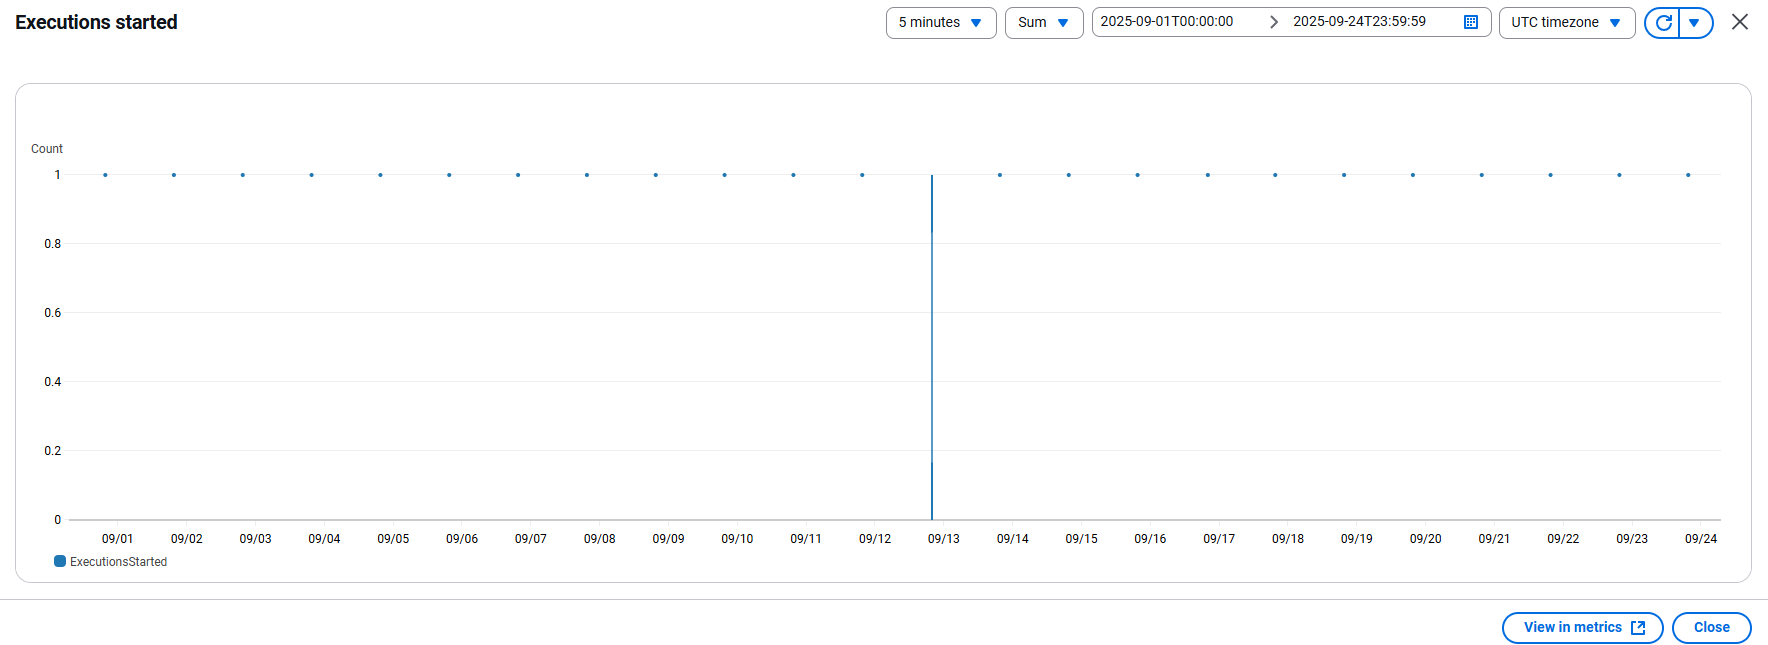 Executions started
5 minutes
Sum
2025-09-01T00:00:00
2025-09-24T23:59:59
UTC timezone
Count
1
0.8
0.6
0.4
0.2
0
09/01 09/02 09/03 09/04 09/05 09/06 09/07 09/08 09/09 09/10 09/11 09/12 09/13 09/14 09/15 09/16 09/17 09/18 09/19 09/20 09/21 09/22 09/23 09/24
ExecutionsStarted
View in metrics
Close